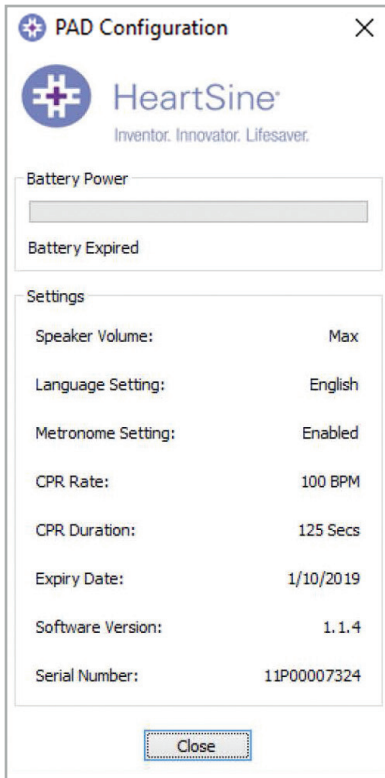 PAD Configuration
HeartSine®
Inventor. Innovator. Lifesaver.
Battery Power
Battery Expired
Settings
Speaker Volume: Max
Language Setting: English
Metronome Setting: Enabled
CPR Rate: 100 BPM
CPR Duration: 125 Secs
Expiry Date: 1/10/2019
Software Version: 1.1.4
Serial Number: 11P00007324
Close